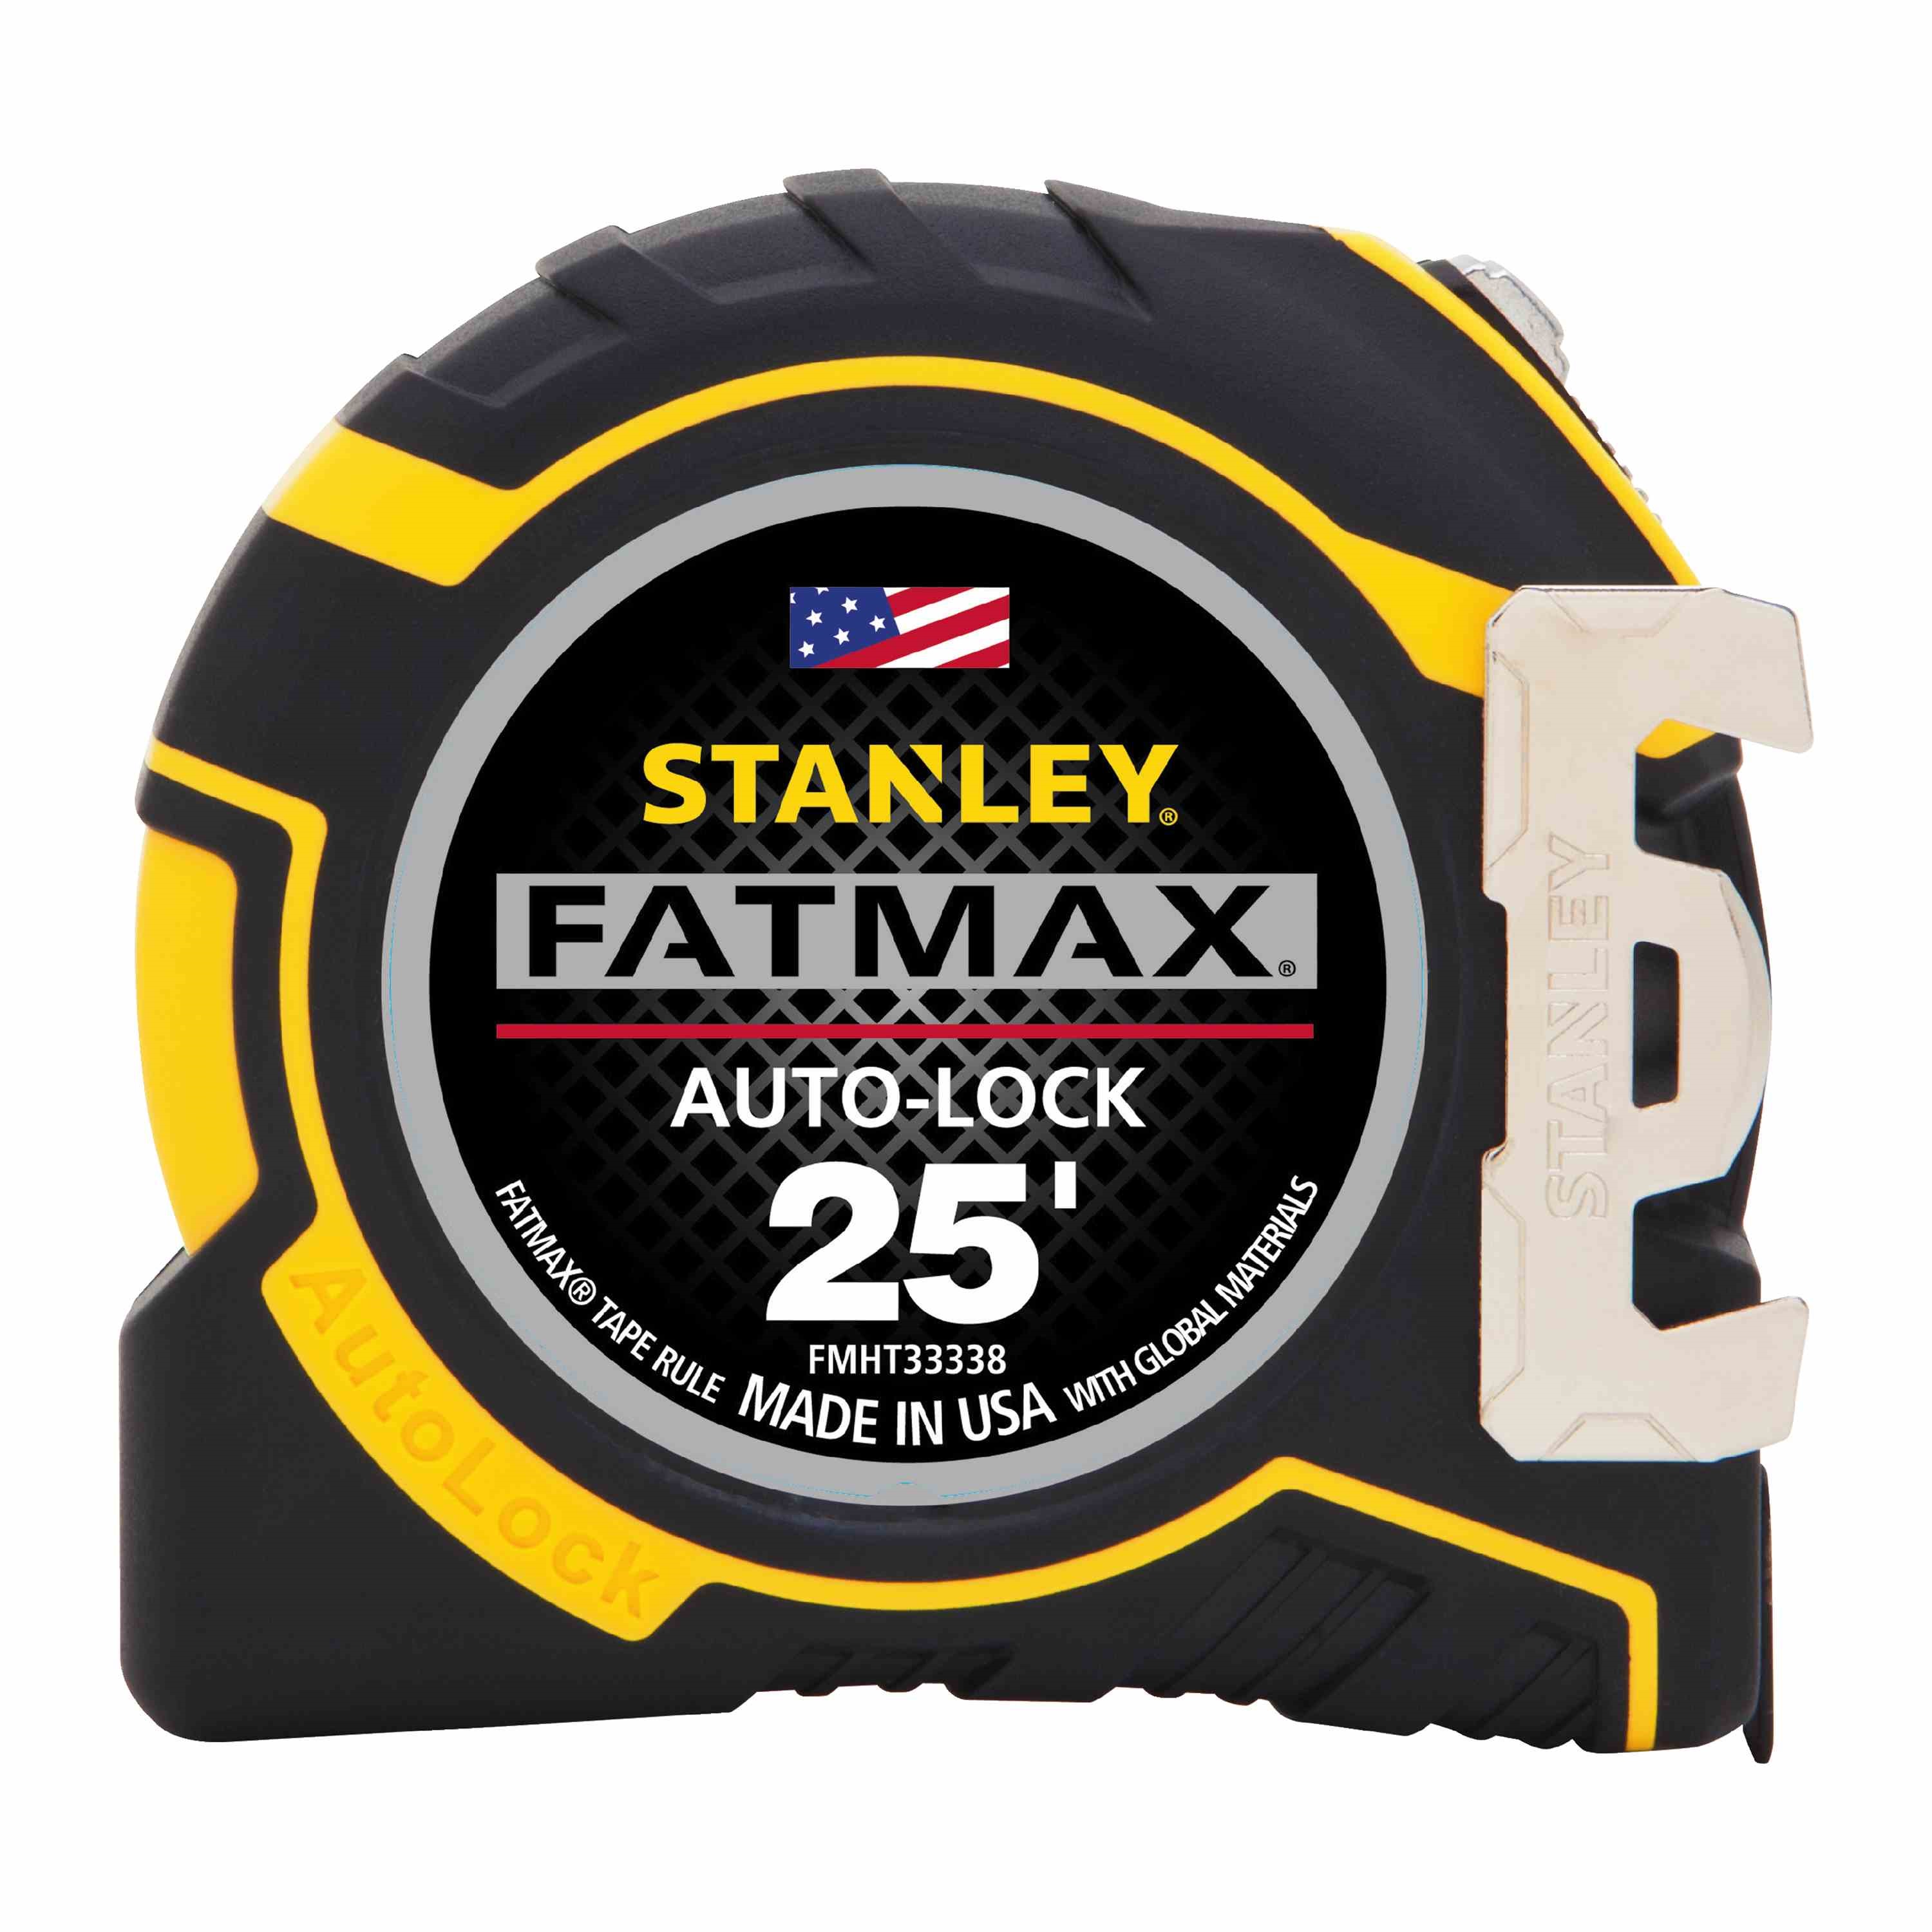 STANLEY®
FATMAX®
AUTO-LOCK
25'
FMHT33338
FATMAX® TAPE RULE MADE IN USA WITH GLOBAL MATERIALS
AutoLock
STANLEY